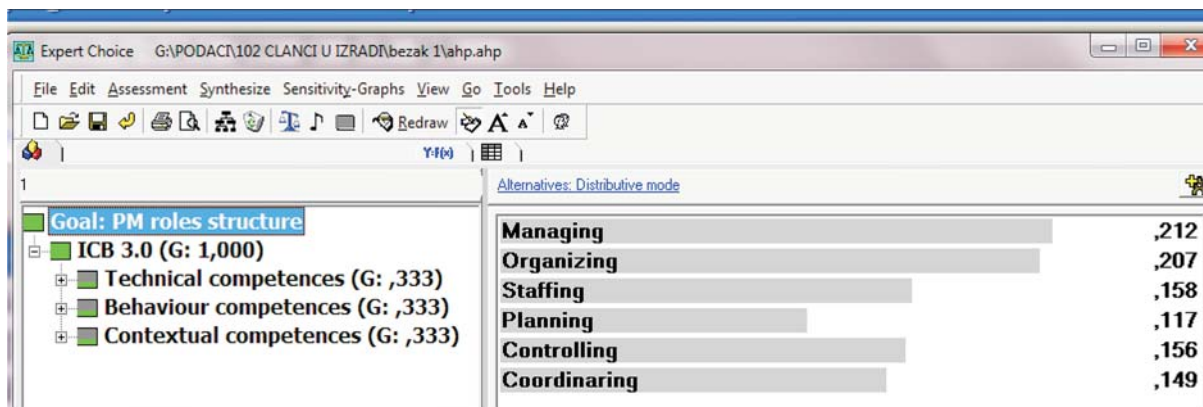 Expert Choice G:\PODACI\102 CLANCI U IZRADI\bezak 1\ahp.ahp
File Edit Assessment Synthesize Sensitivity-Graphs View Go Tools Help
Redraw A A
Y=F(x)
1
Alternatives: Distributive mode
Goal: PM roles structure
ICB 3.0 (G: 1,000)
Technical competences (G: ,333)
Behaviour competences (G: ,333)
Contextual competences (G: ,333)
Managing ,212
Organizing ,207
Staffing ,158
Planning ,117
Controlling ,156
Coordinaring ,149